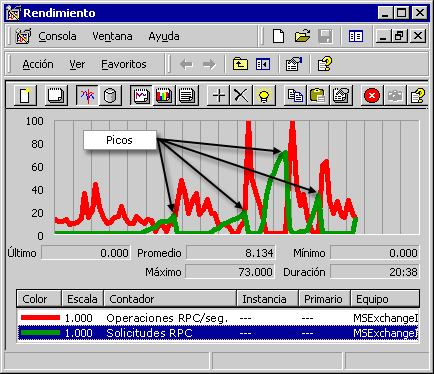 Rendimiento
Consola Ventana Ayuda
Acción Ver Favoritos
100
80
60
40
20
0
Picos
Último 0.000 Promedio 8.134 Mínimo 0.000
Máximo 73.000 Duración 20:38
Color Escala Contador Instancia Primario Equipo
1.000 Operaciones RPC/seg. --- --- MSExchangeI
1.000 Solicitudes RPC --- --- MSExchangeI